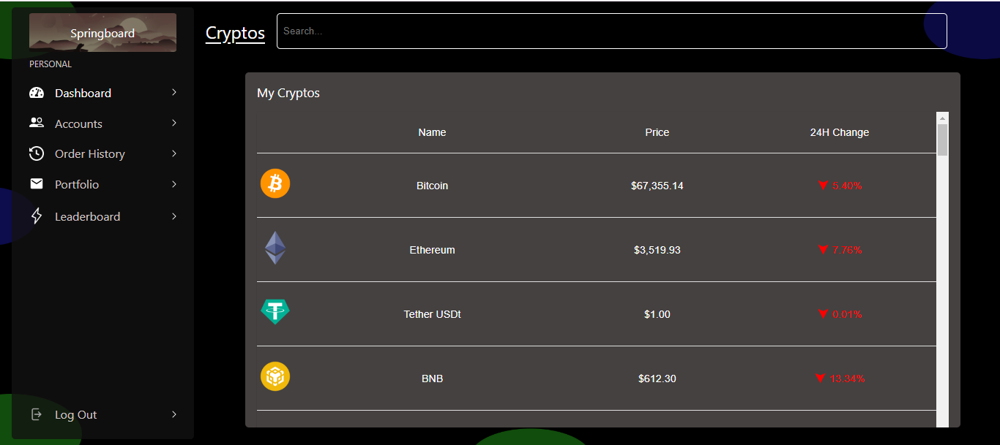 Springboard
PERSONAL
Dashboard
Accounts
Order History
Portfolio
Leaderboard
Log Out
Cryptos
Search...
My Cryptos
Name Price 24H Change
Bitcoin $67,355.14 5.40%
Ethereum $3,519.93 7.76%
Tether USDt $1.00 0.01%
BNB $612.30 13.34%